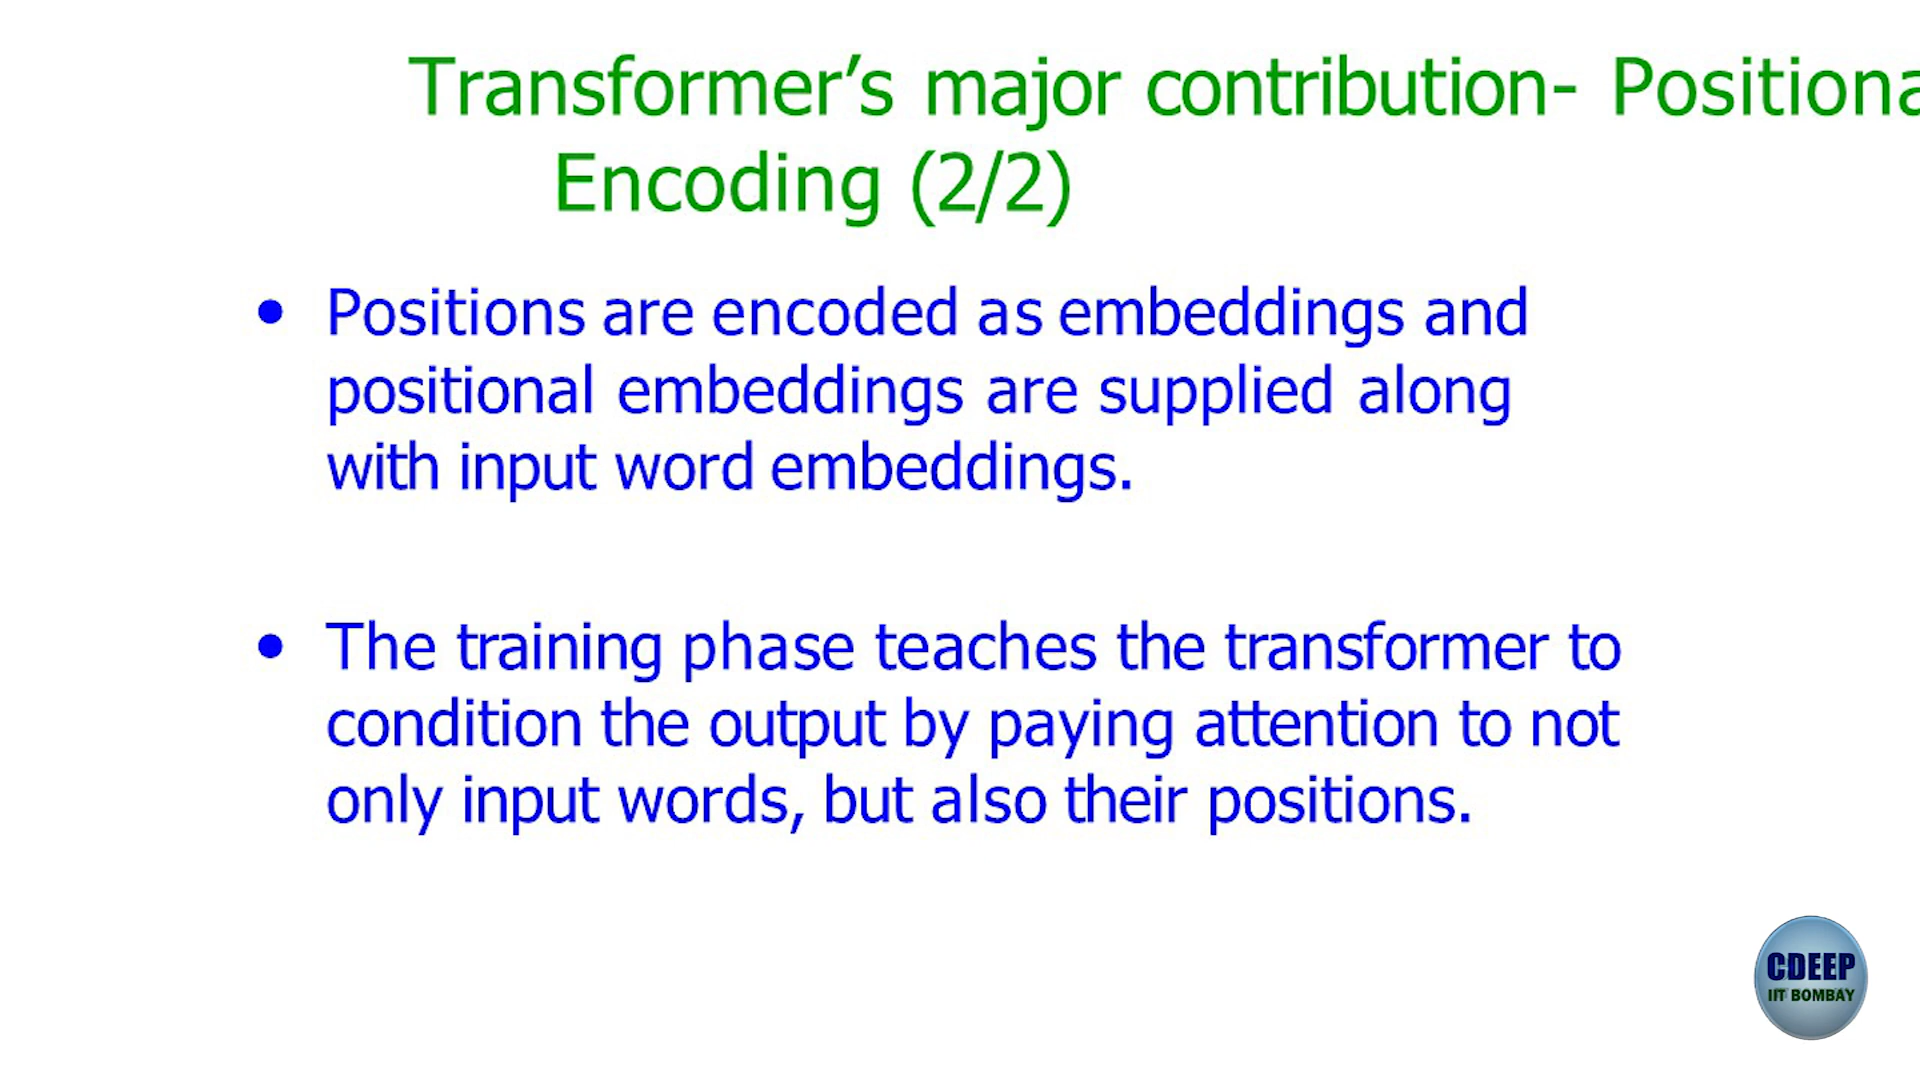 Transformer’s major contribution- Positiona
Encoding (2/2)
• Positions are encoded as embeddings and
positional embeddings are supplied along
with input word embeddings.
• The training phase teaches the transformer to
condition the output by paying attention to not
only input words, but also their positions.
CDEEP
IIT BOMBAY